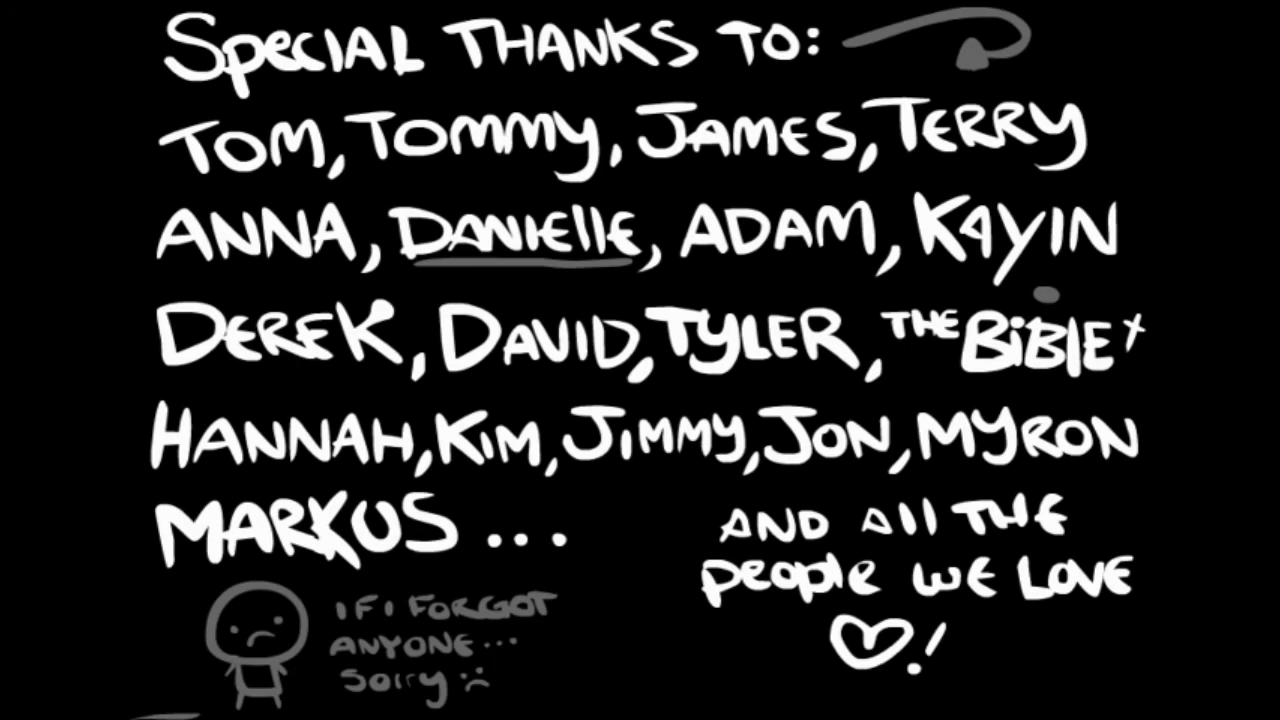 Special THANKS TO:
TOM, TOMMY, JAMES, TERRY
ANNA, DANIElle, ADAM, KAYIN
DEREK, DAVID, TYLER, THE BiBLE
HANNAH, KiM, JiMMY, JON, MYRON
MARKUS ...
AND All THE
people WE LOVE
!
IF I FORGOT
ANYONE...
Sorry :(